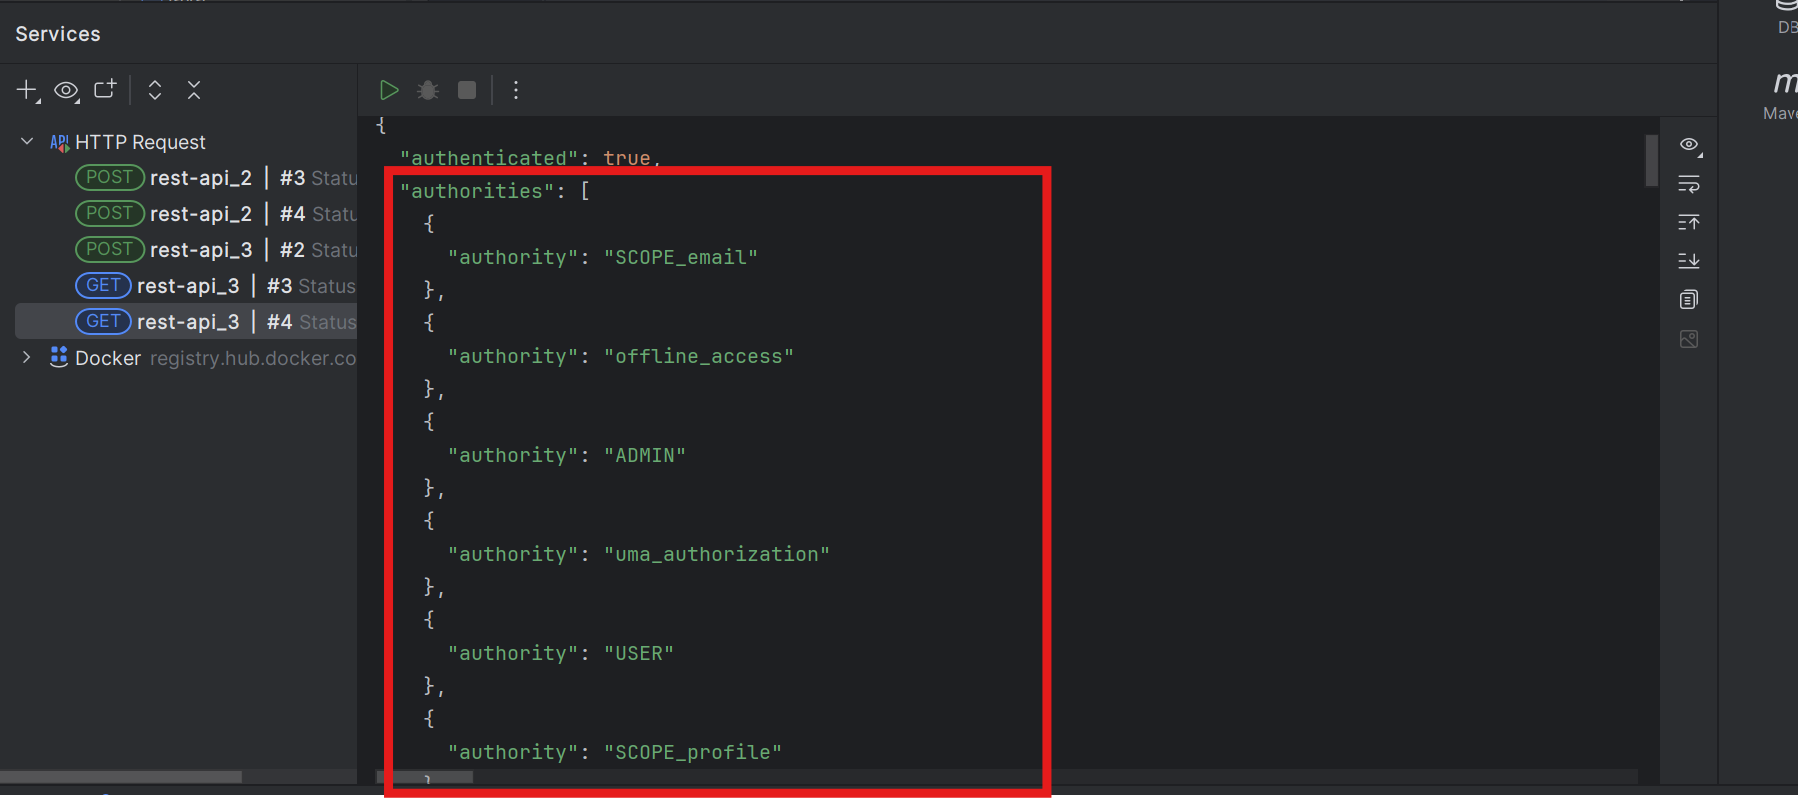 Services
HTTP Request
POST rest-api_2 | #3 Statu
POST rest-api_2 | #4 Statu
POST rest-api_3 | #2 Statu
GET rest-api_3 | #3 Status
GET rest-api_3 | #4 Status
Docker registry.hub.docker.co
{
"authenticated": true,
"authorities": [
{
"authority": "SCOPE_email"
},
{
"authority": "offline_access"
},
{
"authority": "ADMIN"
},
{
"authority": "uma_authorization"
},
{
"authority": "USER"
},
{
"authority": "SCOPE_profile"
}
DB
m
Mave